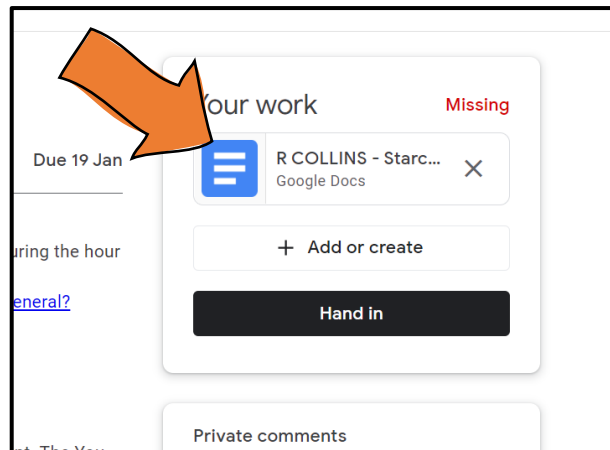 Your work
Missing
Due 19 Jan
R COLLINS - Starc...
Google Docs
uring the hour
+ Add or create
eneral?
Hand in
Private comments